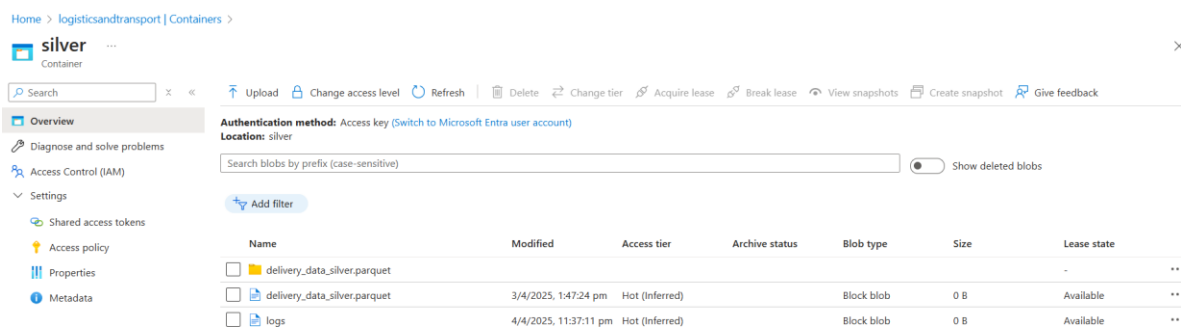 Home > logisticsandtransport | Containers >
silver ...
Container
Search
Overview
Diagnose and solve problems
Access Control (IAM)
Settings
Shared access tokens
Access policy
Properties
Metadata
Upload Change access level Refresh Delete Change tier Acquire lease Break lease View snapshots Create snapshot Give feedback
Authentication method: Access key (Switch to Microsoft Entra user account)
Location: silver
Search blobs by prefix (case-sensitive)
Show deleted blobs
Add filter
Name Modified Access tier Archive status Blob type Size Lease state
delivery_data_silver.parquet -
delivery_data_silver.parquet 3/4/2025, 1:47:24 pm Hot (Inferred) Block blob 0 B Available
logs 4/4/2025, 11:37:11 pm Hot (Inferred) Block blob 0 B Available